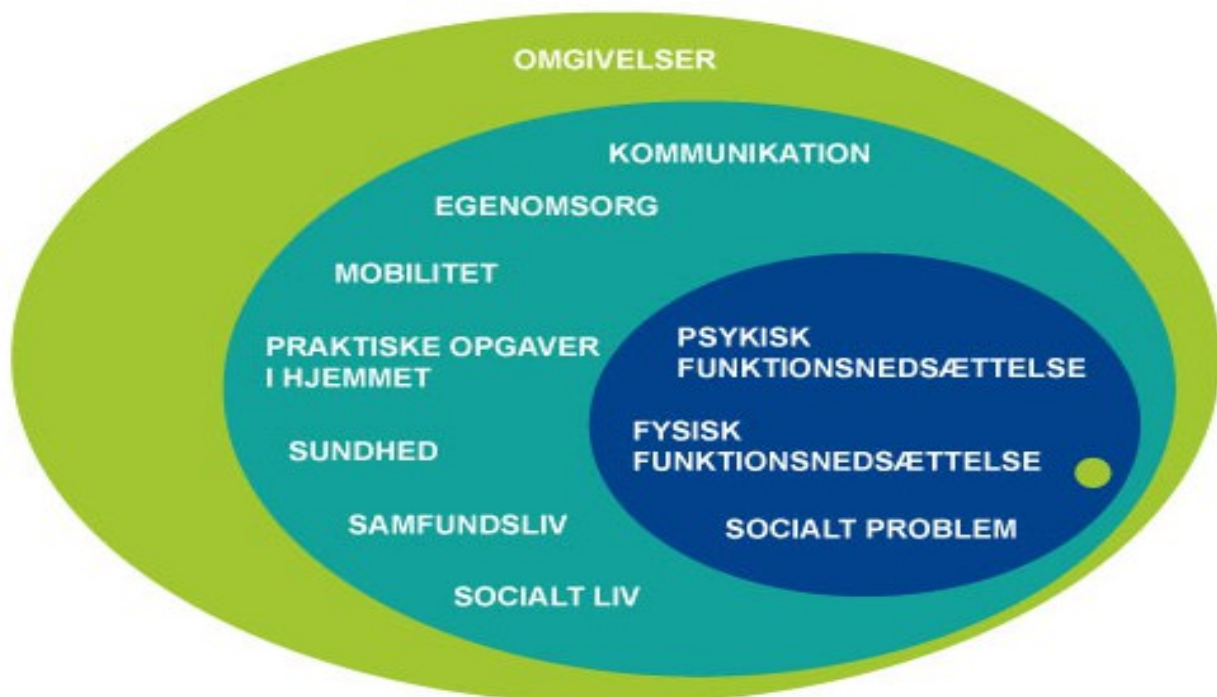 OMGIVELSER
KOMMUNIKATION
EGENOMSORG
MOBILITET
PRAKTISKE OPGAVER
I HJEMMET
SUNDHED
SAMFUNDSLIV
SOCIALT LIV
PSYKISK
FUNKTIONSNEDSÆTTELSE
FYSISK
FUNKTIONSNEDSÆTTELSE
SOCIALT PROBLEM